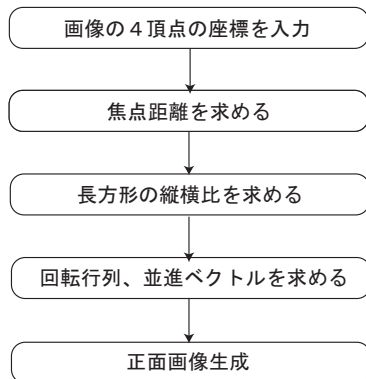 画像の４頂点の座標を入力
焦点距離を求める
長方形の縦横比を求める
回転行列、並進ベクトルを求める
正面画像生成